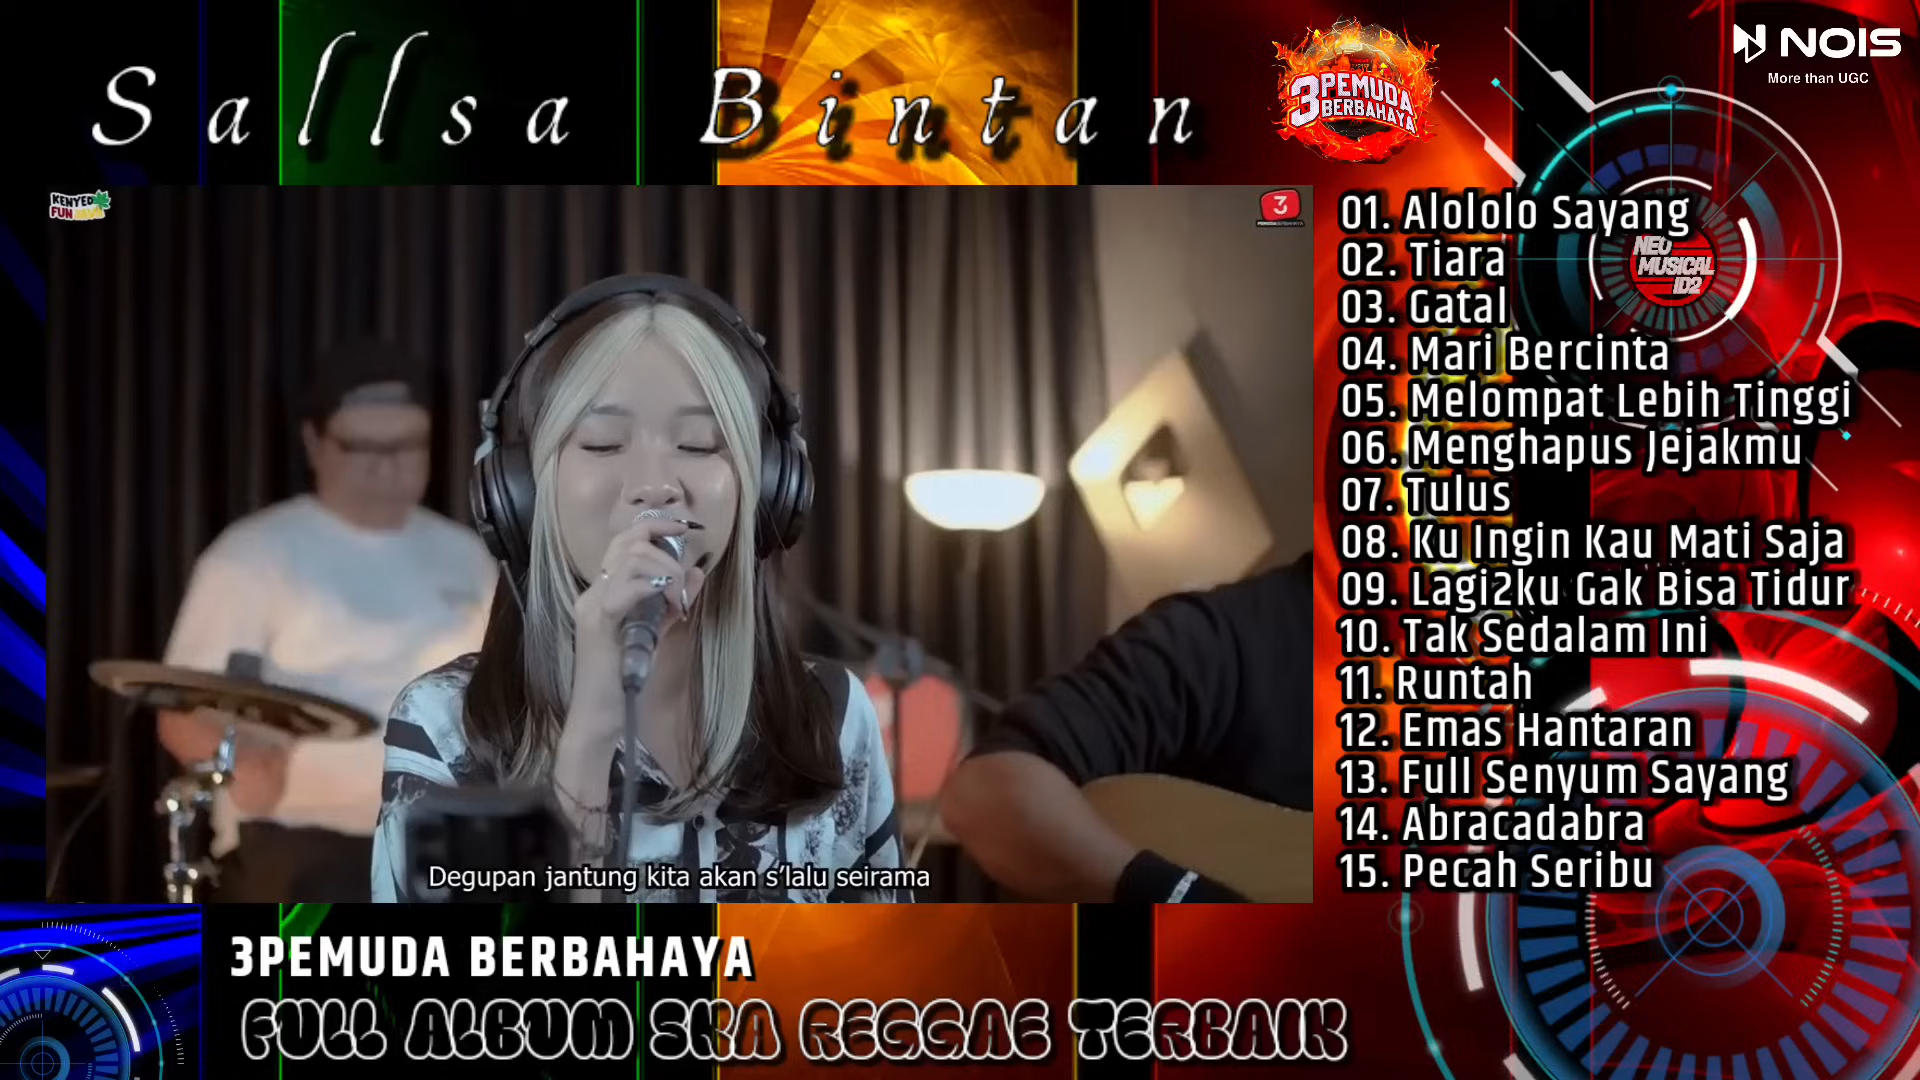 Sallsa Bintan
3PEMUDA
BERBAHAYA
NOIS
More than UGC
KENYED
FUN
3
01. Alololo Sayang
02. Tiara
03. Gatal
04. Mari Bercinta
05. Melompat Lebih Tinggi
06. Menghapus Jejakmu
07. Tulus
08. Ku Ingin Kau Mati Saja
09. Lagi2ku Gak Bisa Tidur
10. Tak Sedalam Ini
11. Runtah
12. Emas Hantaran
13. Full Senyum Sayang
14. Abracadabra
15. Pecah Seribu
NEO
MUSICAL
ID2
Degupan jantung kita akan s'lalu seirama
3PEMUDA BERBAHAYA
FULL ALBUM SKA REGGAE TERBAIK